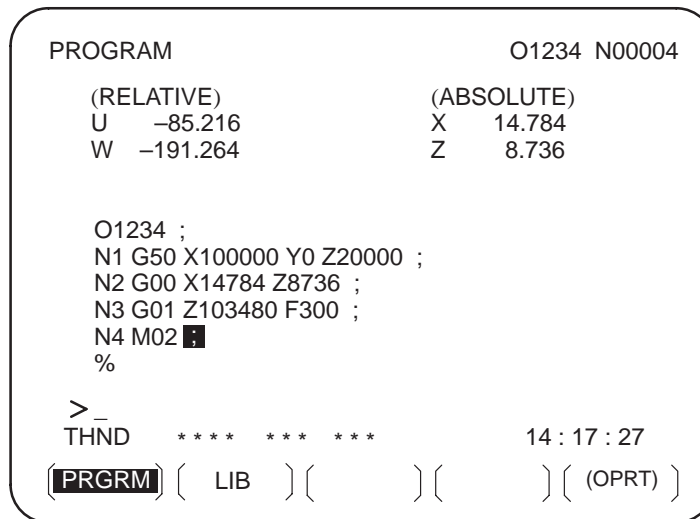 PROGRAM O1234 N00004
(RELATIVE) (ABSOLUTE)
U –85.216 X 14.784
W –191.264 Z 8.736
O1234 ;
N1 G50 X100000 Y0 Z20000 ;
N2 G00 X14784 Z8736 ;
N3 G01 Z103480 F300 ;
N4 M02 ;
%
>_
THND **** *** *** 14 : 17 : 27
PRGRM LIB (OPRT)